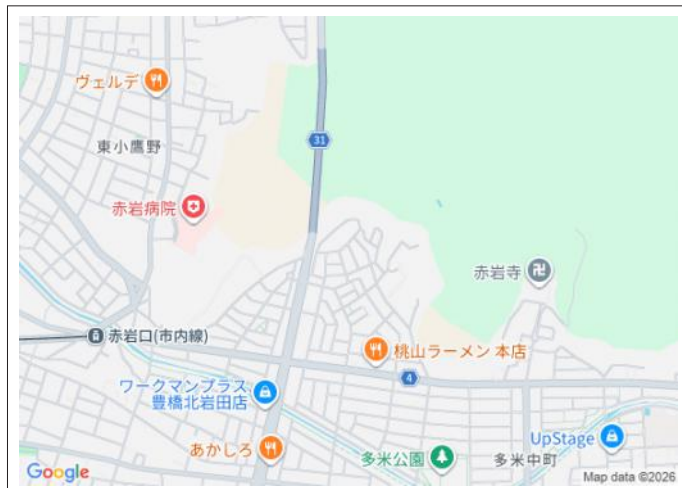 ヴェルデ
東小鷹野
31
赤岩病院
赤岩寺
赤岩口(市内線)
桃山ラーメン 本店
4
ワークマンプラス
豊橋北岩田店
あかしろ
多米公園
多米中町
UpStage
Google
Map data ©2026